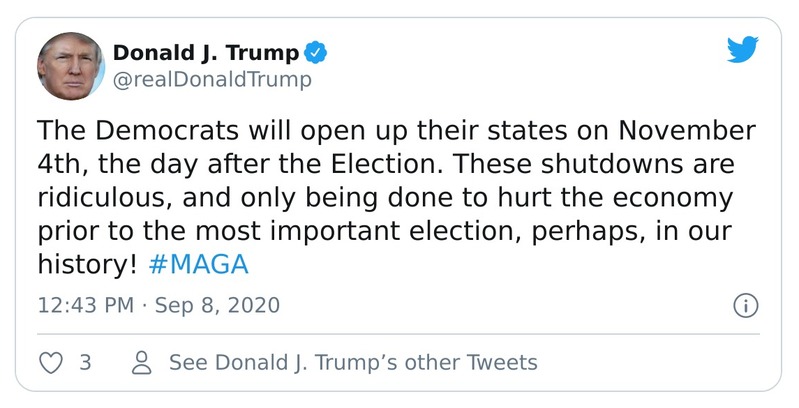 Donald J. Trump
@realDonaldTrump
The Democrats will open up their states on November
4th, the day after the Election. These shutdowns are
ridiculous, and only being done to hurt the economy
prior to the most important election, perhaps, in our
history! #MAGA
12:43 PM · Sep 8, 2020
3 See Donald J. Trump’s other Tweets